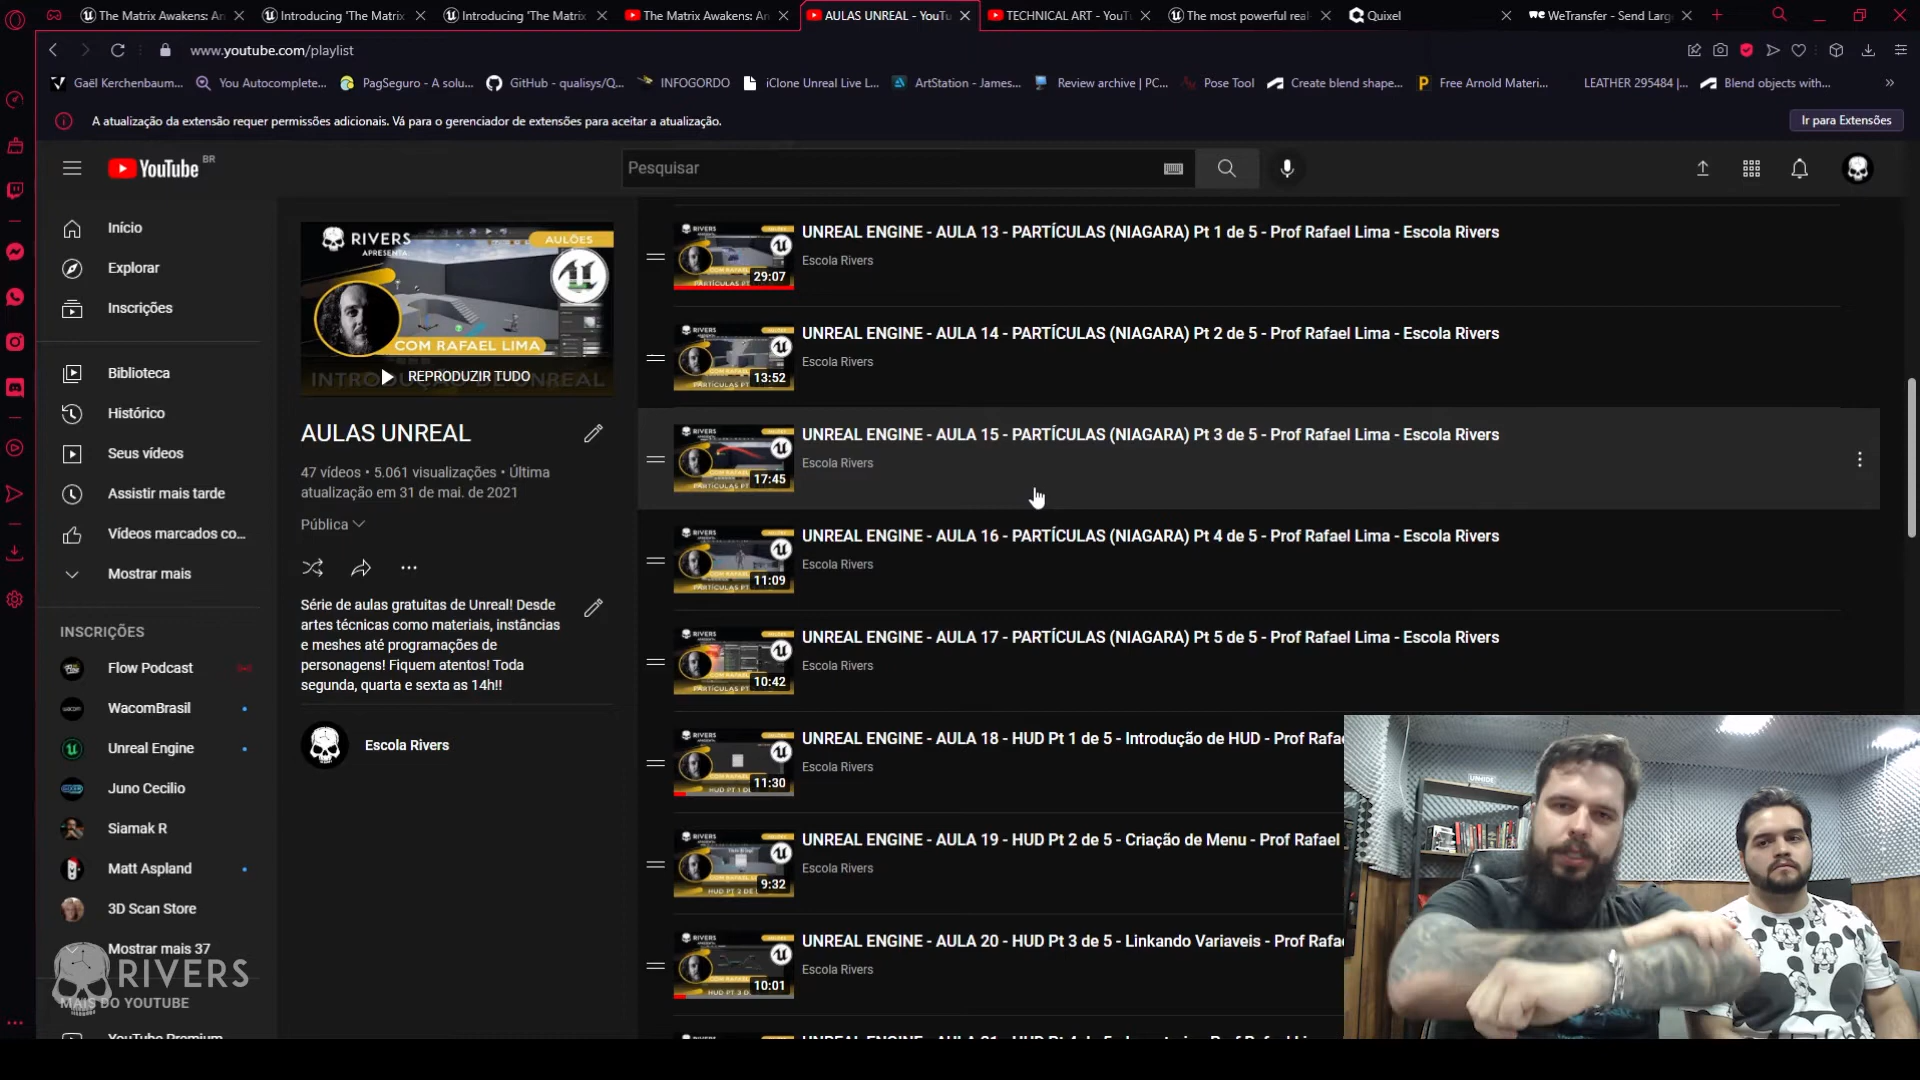 The Matrix Awakens: An
Introducing 'The Matrix
Introducing 'The Matrix
The Matrix Awakens: An
AULAS UNREAL - YouTu
TECHNICAL ART - YouTu
The most powerful real-
Quixel
WeTransfer - Send Larg
www.youtube.com/playlist
Gaël Kerchenbaum...
You Autocomplete...
PagSeguro - A solu...
GitHub - qualisys/Q...
INFOGORDO
iClone Unreal Live L...
ArtStation - James...
Review archive | PC...
Pose Tool
Create blend shape...
Free Arnold Materi...
LEATHER 295484 |...
Blend objects with...
A atualização da extensão requer permissões adicionais. Vá para o gerenciador de extensões para aceitar a atualização.
Ir para Extensões
YouTube BR
Pesquisar
Início
Explorar
Inscrições
Biblioteca
Histórico
Seus vídeos
Assistir mais tarde
Vídeos marcados co...
Mostrar mais
INSCRIÇÕES
Flow Podcast
WacomBrasil
Unreal Engine
Juno Cecilio
Siamak R
Matt Aspland
3D Scan Store
Mostrar mais 37
RIVERS
MAIS DO YOUTUBE
YouTube Premium
RIVERS
APRESENTA
AULÕES
COM RAFAEL LIMA
INTRODUÇÃO DE UNREAL
REPRODUZIR TUDO
AULAS UNREAL
47 vídeos • 5.061 visualizações • Última
atualização em 31 de mai. de 2021
Pública
Série de aulas gratuitas de Unreal! Desde
artes técnicas como materiais, instâncias
e meshes até programações de
personagens! Fiquem atentos! Toda
segunda, quarta e sexta as 14h!!
Escola Rivers
UNREAL ENGINE - AULA 13 - PARTÍCULAS (NIAGARA) Pt 1 de 5 - Prof Rafael Lima - Escola Rivers
Escola Rivers
29:07
UNREAL ENGINE - AULA 14 - PARTÍCULAS (NIAGARA) Pt 2 de 5 - Prof Rafael Lima - Escola Rivers
Escola Rivers
13:52
UNREAL ENGINE - AULA 15 - PARTÍCULAS (NIAGARA) Pt 3 de 5 - Prof Rafael Lima - Escola Rivers
Escola Rivers
17:45
UNREAL ENGINE - AULA 16 - PARTÍCULAS (NIAGARA) Pt 4 de 5 - Prof Rafael Lima - Escola Rivers
Escola Rivers
11:09
UNREAL ENGINE - AULA 17 - PARTÍCULAS (NIAGARA) Pt 5 de 5 - Prof Rafael Lima - Escola Rivers
Escola Rivers
10:42
UNREAL ENGINE - AULA 18 - HUD Pt 1 de 5 - Introdução de HUD - Prof Rafae
Escola Rivers
11:30
UNREAL ENGINE - AULA 19 - HUD Pt 2 de 5 - Criação de Menu - Prof Rafael
Escola Rivers
9:32
UNREAL ENGINE - AULA 20 - HUD Pt 3 de 5 - Linkando Variaveis - Prof Rafae
Escola Rivers
10:01